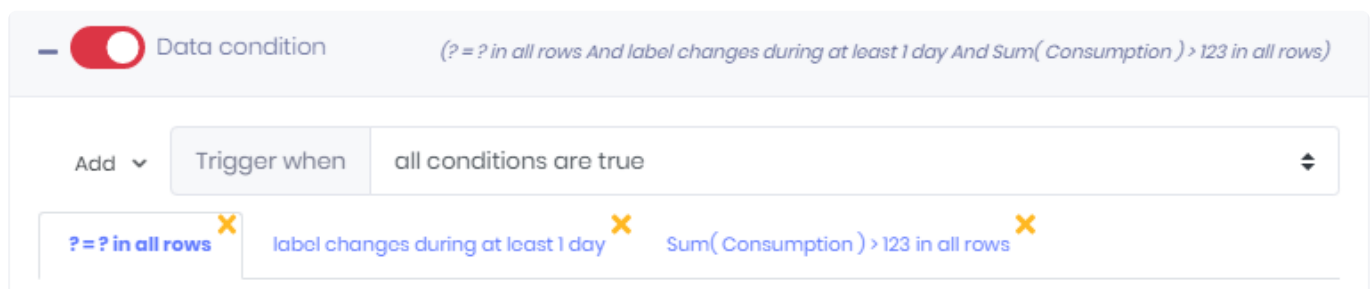 Data condition (? = ? in all rows And label changes during at least 1 day And Sum( Consumption ) > 123 in all rows)
Add Trigger when all conditions are true
? = ? in all rows label changes during at least 1 day Sum( Consumption ) > 123 in all rows